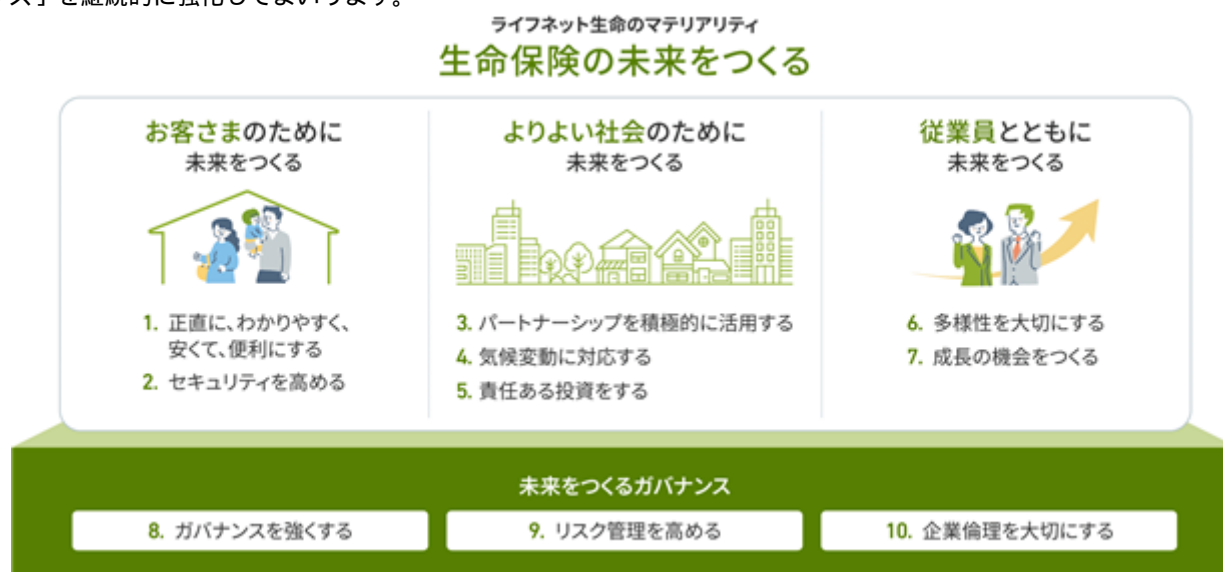 ライフネット生命のマテリアリティ
生命保険の未来をつくる
お客さまのために
未来をつくる
1. 正直に、わかりやすく、
安くて、便利にする
2. セキュリティを高める
よりよい社会のために
未来をつくる
3. パートナーシップを積極的に活用する
4. 気候変動に対応する
5. 責任ある投資をする
従業員とともに
未来をつくる
6. 多様性を大切にする
7. 成長の機会をつくる
未来をつくるガバナンス
8. ガバナンスを強くする
9. リスク管理を高める
10. 企業倫理を大切にする